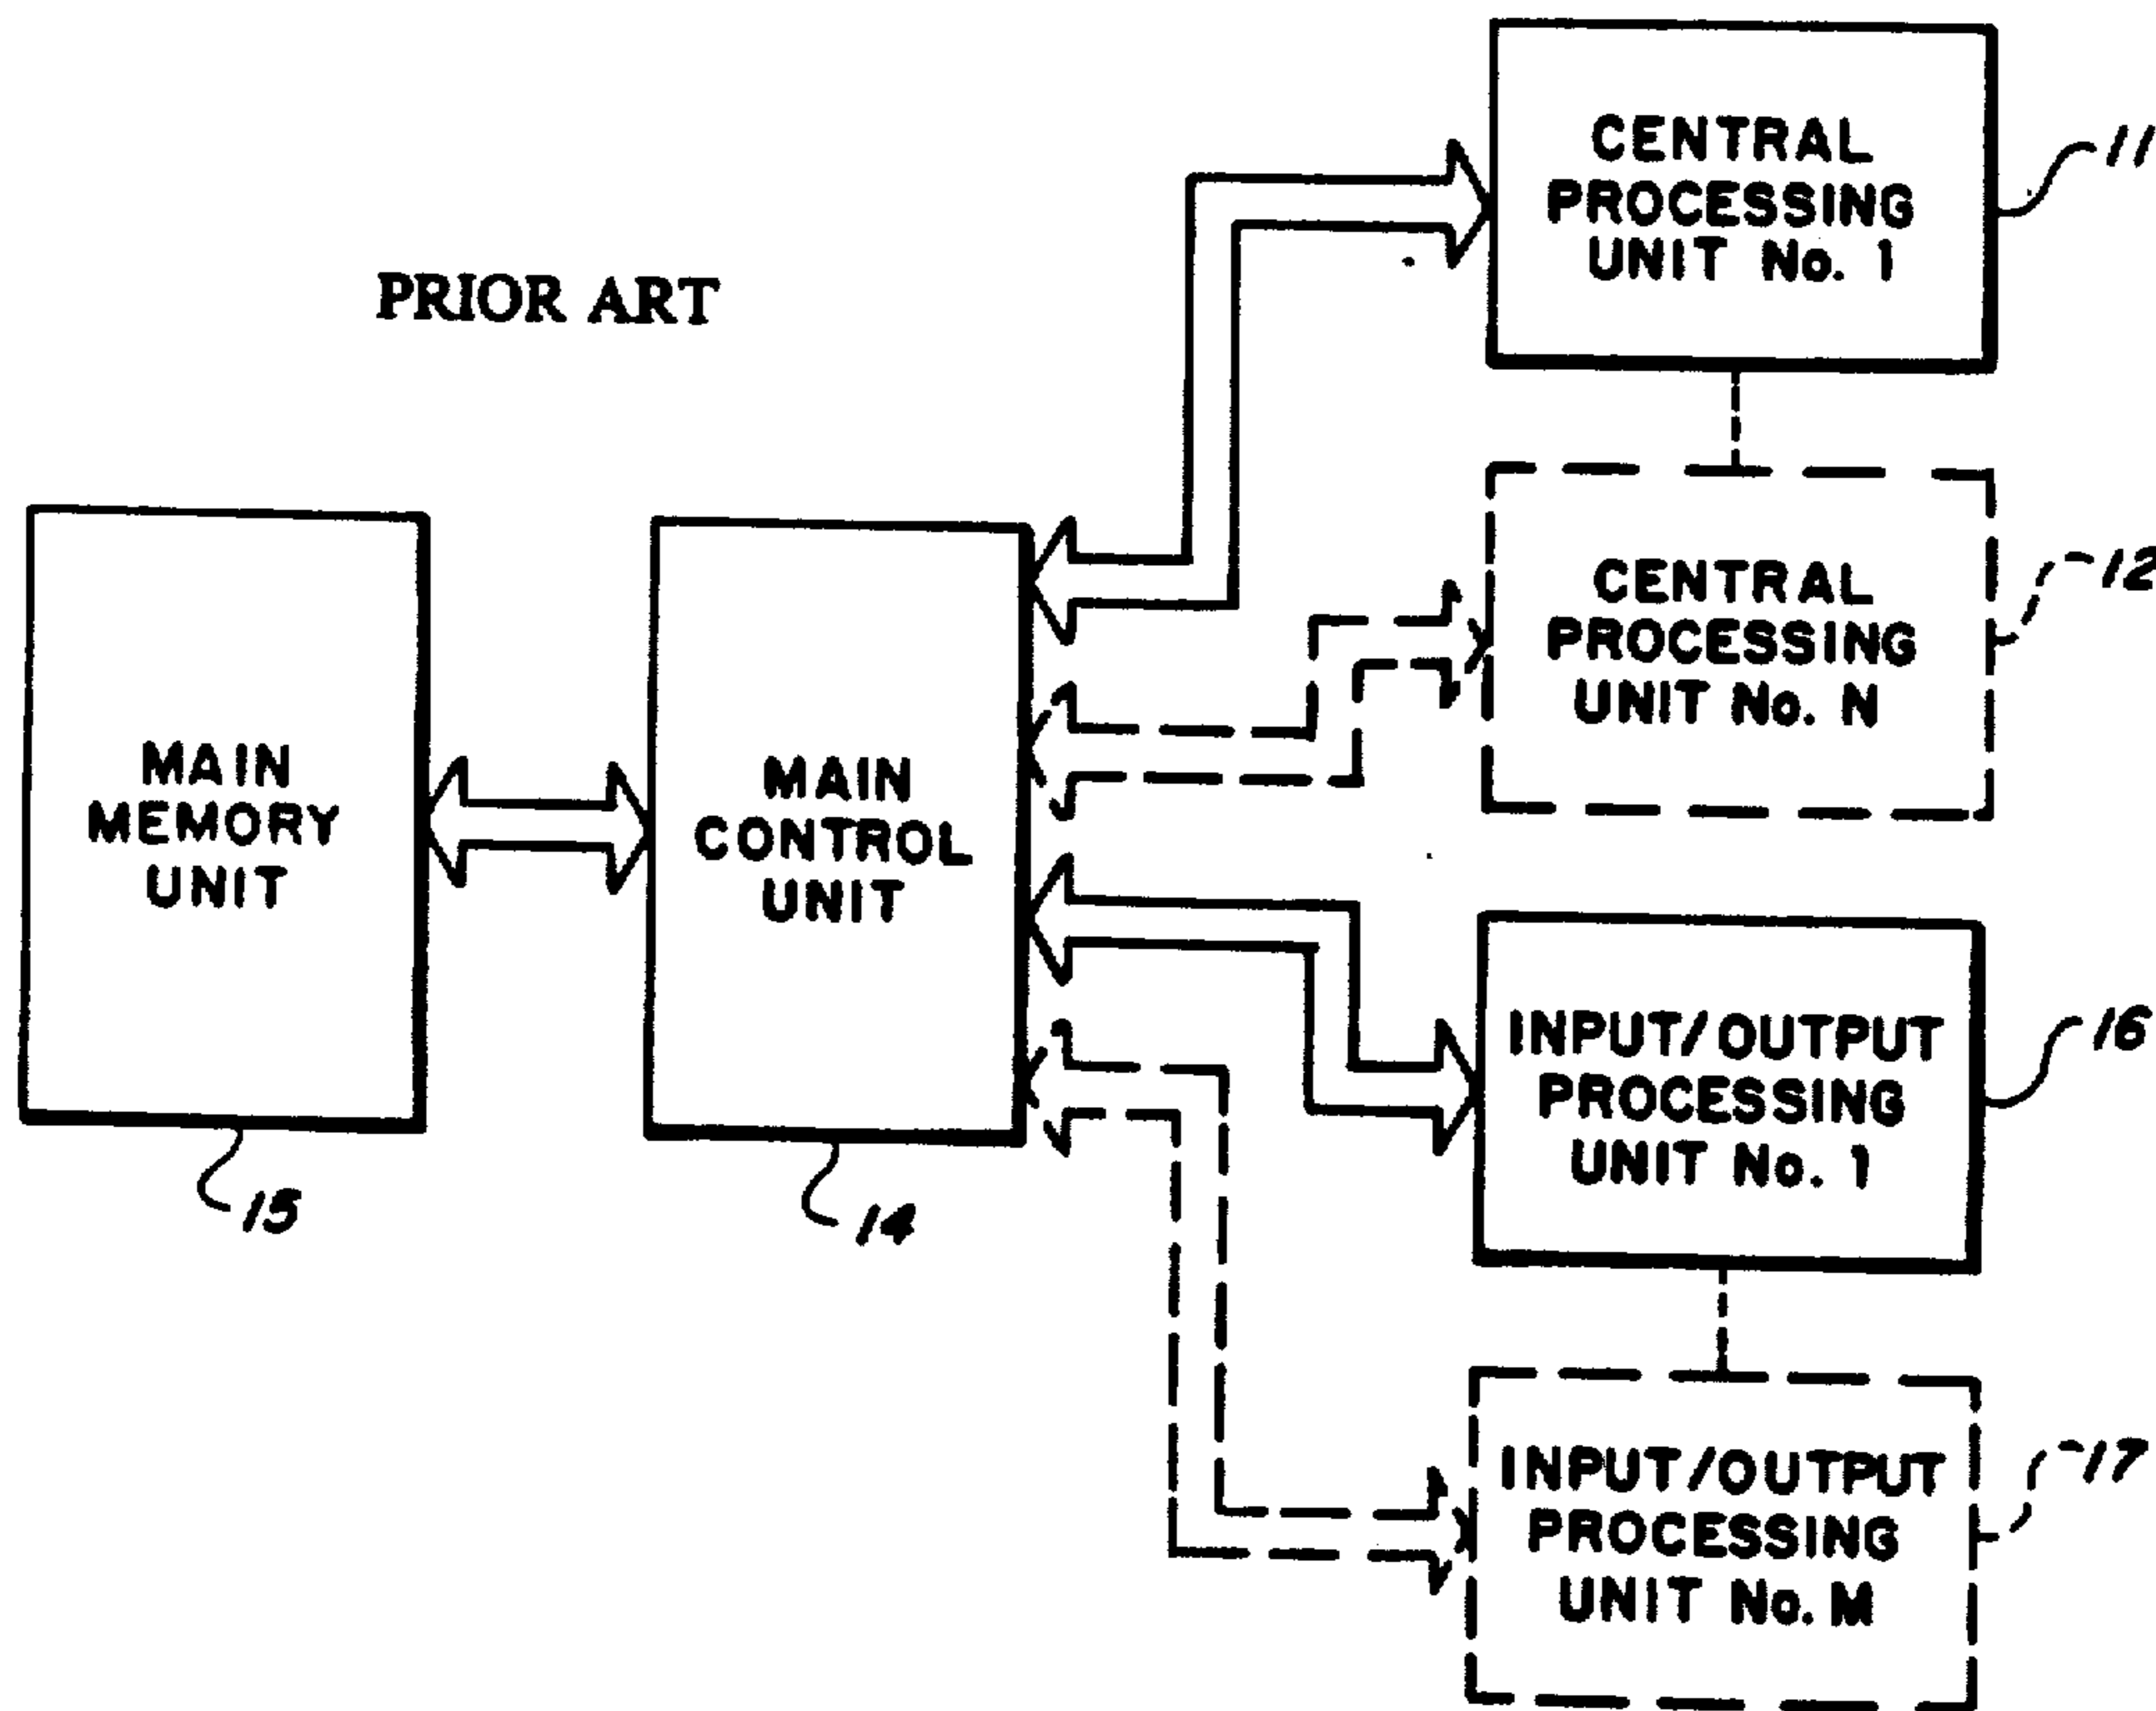 PRIOR ART
CENTRAL
PROCESSING
UNIT No. 1
11
CENTRAL
PROCESSING
UNIT No. N
12
MAIN
MEMORY
UNIT
15
MAIN
CONTROL
UNIT
14
INPUT/OUTPUT
PROCESSING
UNIT No. 1
16
INPUT/OUTPUT
PROCESSING
UNIT No. M
17